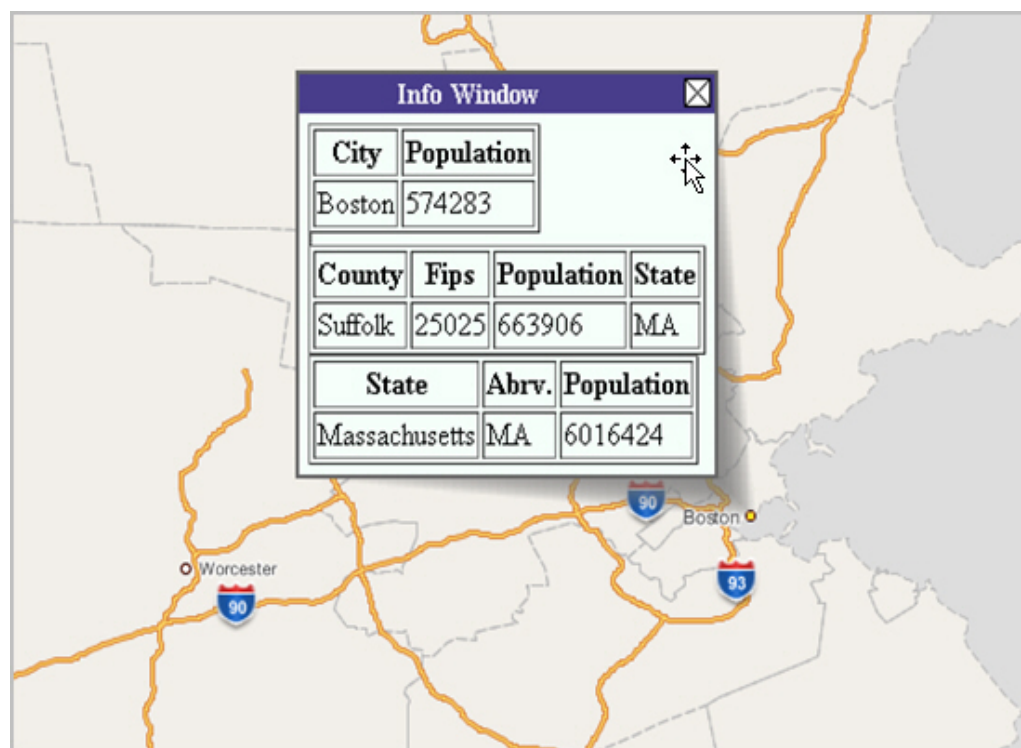 Info Window
City Population
Boston 574283
County Fips Population State
Suffolk 25025 663906 MA
State Abrv. Population
Massachusetts MA 6016424
90
Boston
93
Worcester
90